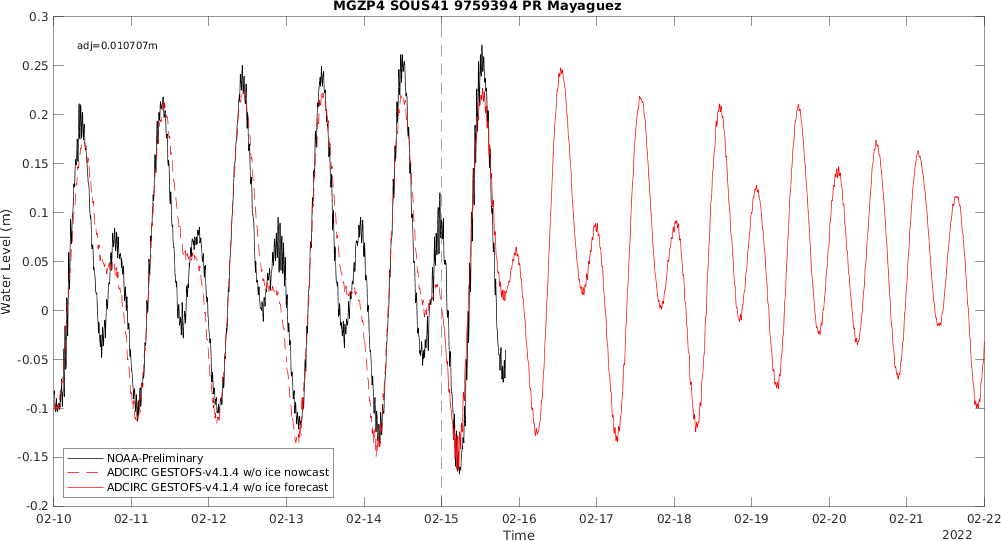 MGZP4 SOUS41 9759394 PR Mayaguez
adj=0.010707m
0.3
0.25
0.2
0.15
0.1
0.05
0
-0.05
-0.1
-0.15
-0.2
Water Level (m)
NOAA-Preliminary
ADCIRC GESTOFS-v4.1.4 w/o ice nowcast
ADCIRC GESTOFS-v4.1.4 w/o ice forecast
02-10 02-11 02-12 02-13 02-14 02-15 02-16 02-17 02-18 02-19 02-20 02-21 02-22
Time
2022